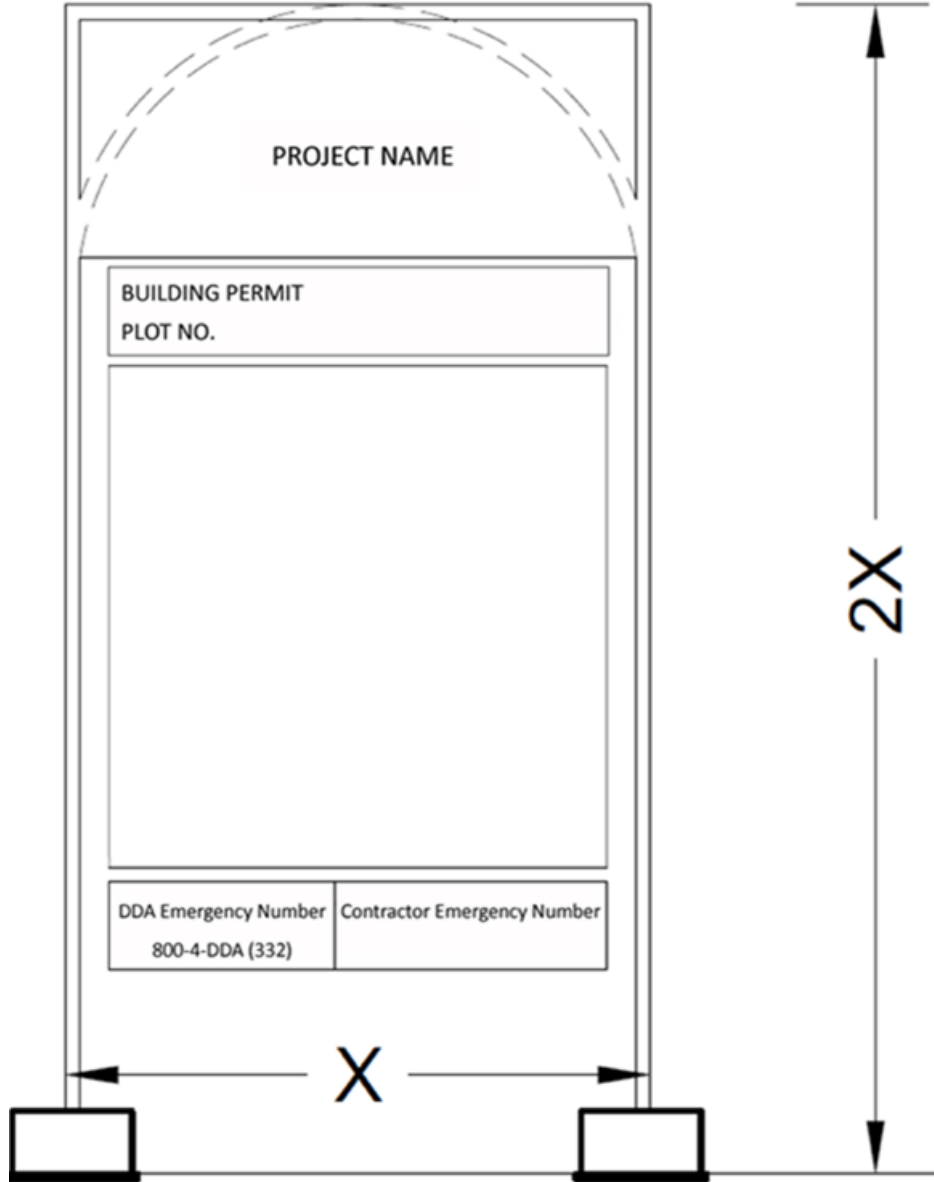 PROJECT NAME
BUILDING PERMIT
PLOT NO.
2X
DDA Emergency Number
800-4-DDA (332)
Contractor Emergency Number
X